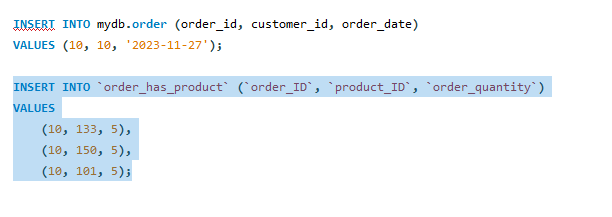 INSERT INTO mydb.order (order_id, customer_id, order_date)
VALUES (10, 10, '2023-11-27');
INSERT INTO `order_has_product` (`order_ID`, `product_ID`, `order_quantity`)
VALUES
(10, 133, 5),
(10, 150, 5),
(10, 101, 5);